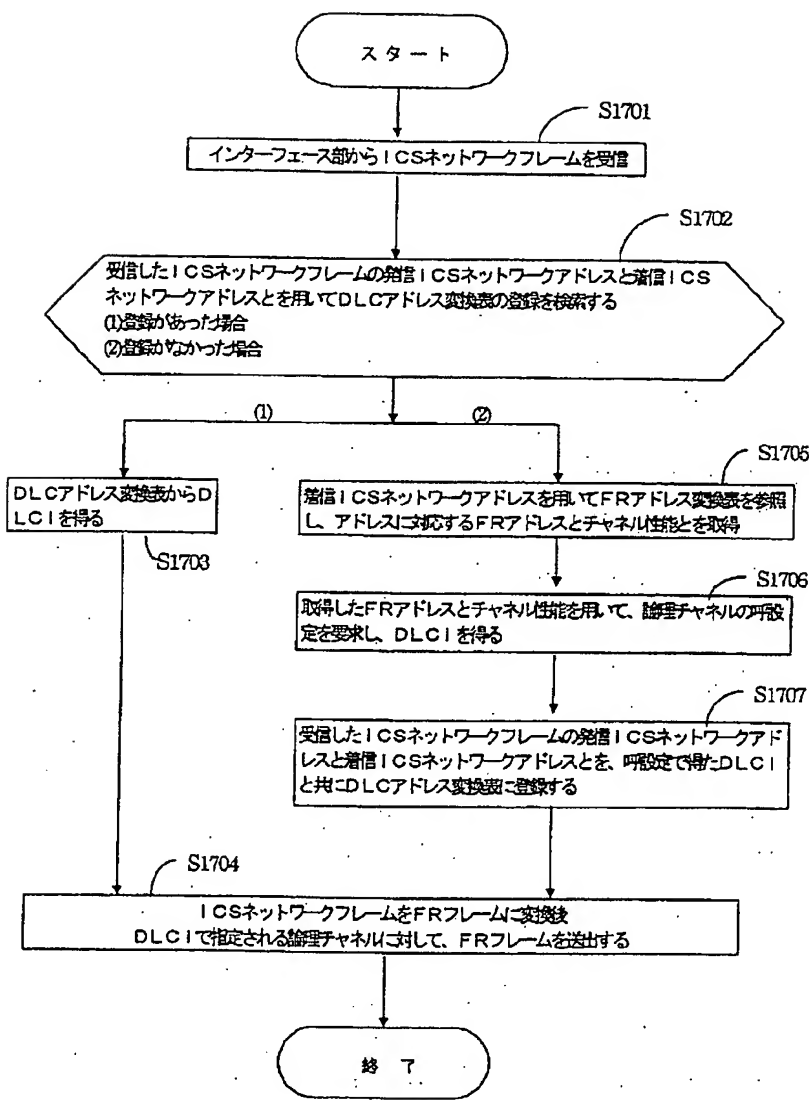 スタート
S1701
インターフェース部からICSネットワークフレームを受信
S1702
受信したICSネットワークフレームの発信ICSネットワークアドレスと着信ICS
ネットワークアドレスとを用いてDLCアドレス変換表の登録を検索する
(1)登録があった場合
(2)登録がなかった場合
(1)
(2)
DLCアドレス変換表からD
LCIを得る
S1703
S1705
着信ICSネットワークアドレスを用いてFRアドレス変換表を参照
し、アドレスに対応するFRアドレスとチャネル性能とを取得
S1706
取得したFRアドレスとチャネル性能を用いて、論理チャネルの呼設
定を要求し、DLCIを得る
S1707
受信したICSネットワークフレームの発信ICSネットワークアド
レスと着信ICSネットワークアドレスとを、呼設定で得たDLCI
と共にDLCアドレス変換表に登録する
S1704
ICSネットワークフレームをFRフレームに変換後
DLCIで指定される論理チャネルに対して、FRフレームを送出する
終了